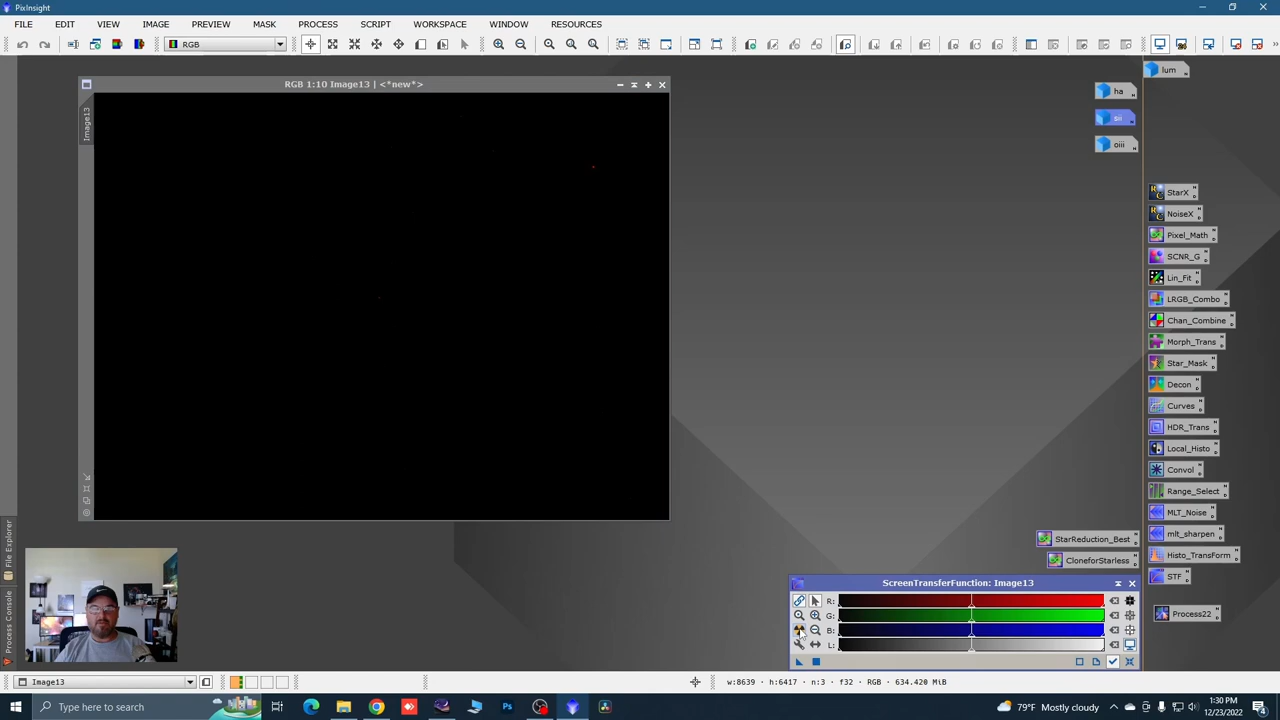 PixInsight
FILE EDIT VIEW IMAGE PREVIEW MASK PROCESS SCRIPT WORKSPACE WINDOW RESOURCES
RGB
RGB 1:10 Image13 | <*new*>
Image13
lum
ha
sii
oiii
StarX
NoiseX
Pixel_Math
SCNR_G
Lin_Fit
LRGB_Combo
Chan_Combine
Morph_Trans
Star_Mask
Decon
Curves
HDR_Trans
Local_Histo
Convol
Range_Select
MLT_Noise
mlt_sharpen
Histo_TransForm
STF
Process22
StarReduction_Best
CloneforStarless
File Explorer
Process Console
ScreenTransferFunction: Image13
R:
G:
B:
L:
Image13
w:8639 · h:6417 · n:3 · f32 · RGB · 634.420 MiB
Type here to search
Ps
79°F Mostly cloudy
1:30 PM
12/23/2022
4